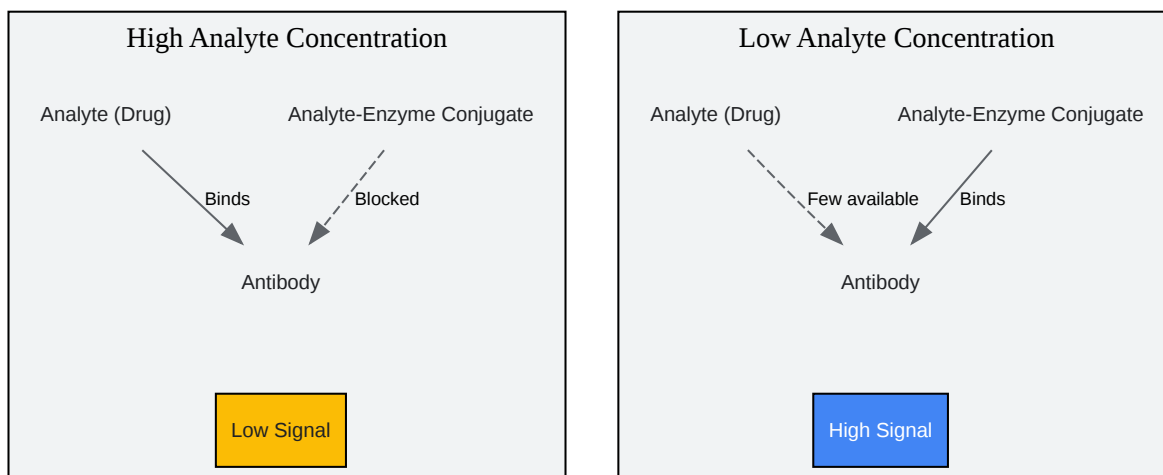 High Analyte Concentration
Analyte (Drug)
Analyte-Enzyme Conjugate
Binds
Blocked
Antibody
Low Signal
Low Analyte Concentration
Analyte (Drug)
Analyte-Enzyme Conjugate
Few available
Binds
Antibody
High Signal